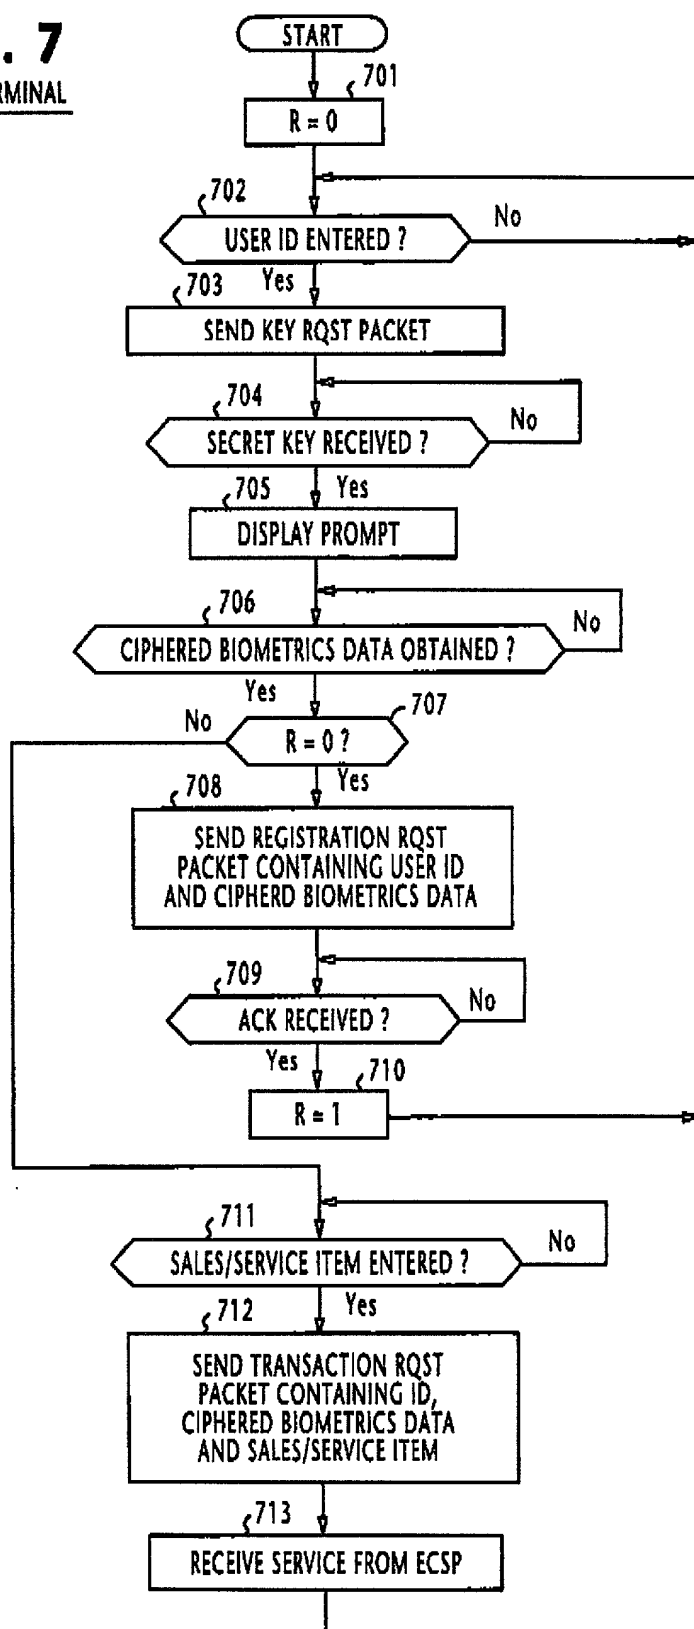 . 7
RMINAL
START
701
R = 0
702
USER ID ENTERED ?
No
Yes
703
SEND KEY RQST PACKET
704
SECRET KEY RECEIVED ?
No
Yes
705
DISPLAY PROMPT
706
CIPHERED BIOMETRICS DATA OBTAINED ?
No
Yes
707
No
R = 0 ?
Yes
708
SEND REGISTRATION RQST
PACKET CONTAINING USER ID
AND CIPHERD BIOMETRICS DATA
709
ACK RECEIVED ?
No
Yes
710
R = 1
711
SALES/SERVICE ITEM ENTERED ?
No
Yes
712
SEND TRANSACTION RQST
PACKET CONTAINING ID,
CIPHERED BIOMETRICS DATA
AND SALES/SERVICE ITEM
713
RECEIVE SERVICE FROM ECSP